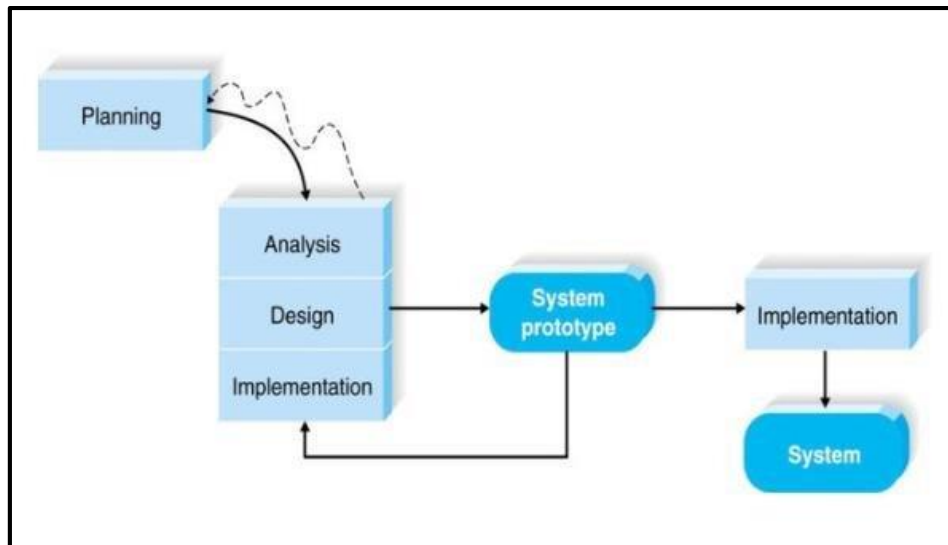 Planning
Analysis
Design
Implementation
System
prototype
Implementation
System